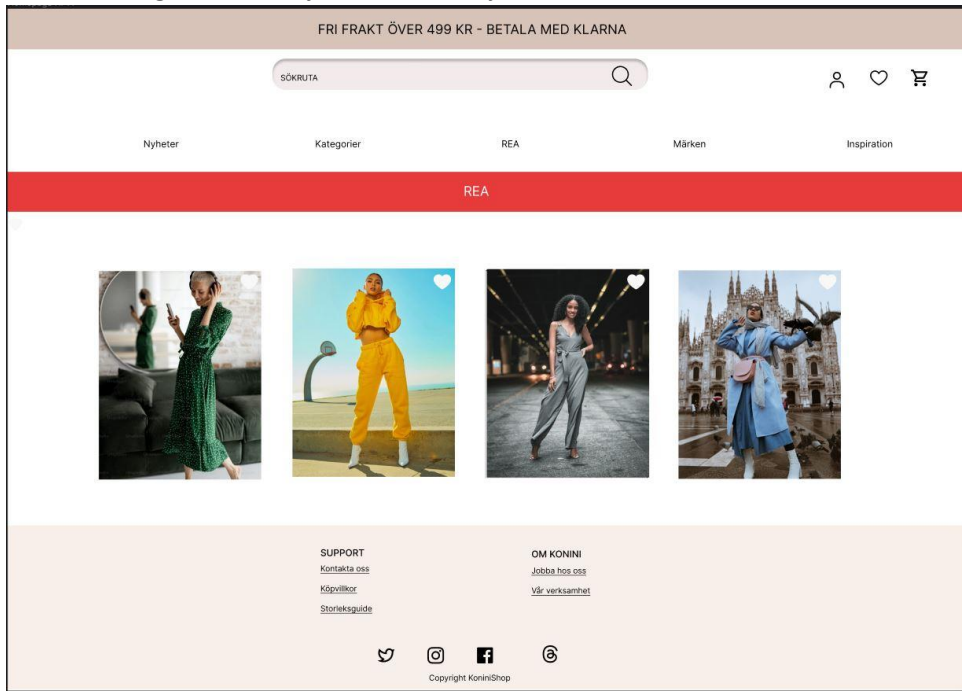 FRI FRAKT ÖVER 499 KR - BETALA MED KLARNA
SÖKRUTA
Nyheter Kategorier REA Märken Inspiration
REA
SUPPORT
Kontakta oss
Köpvillkor
Storleksguide
OM KONINI
Jobba hos oss
Vår verksamhet
Copyright KoniniShop